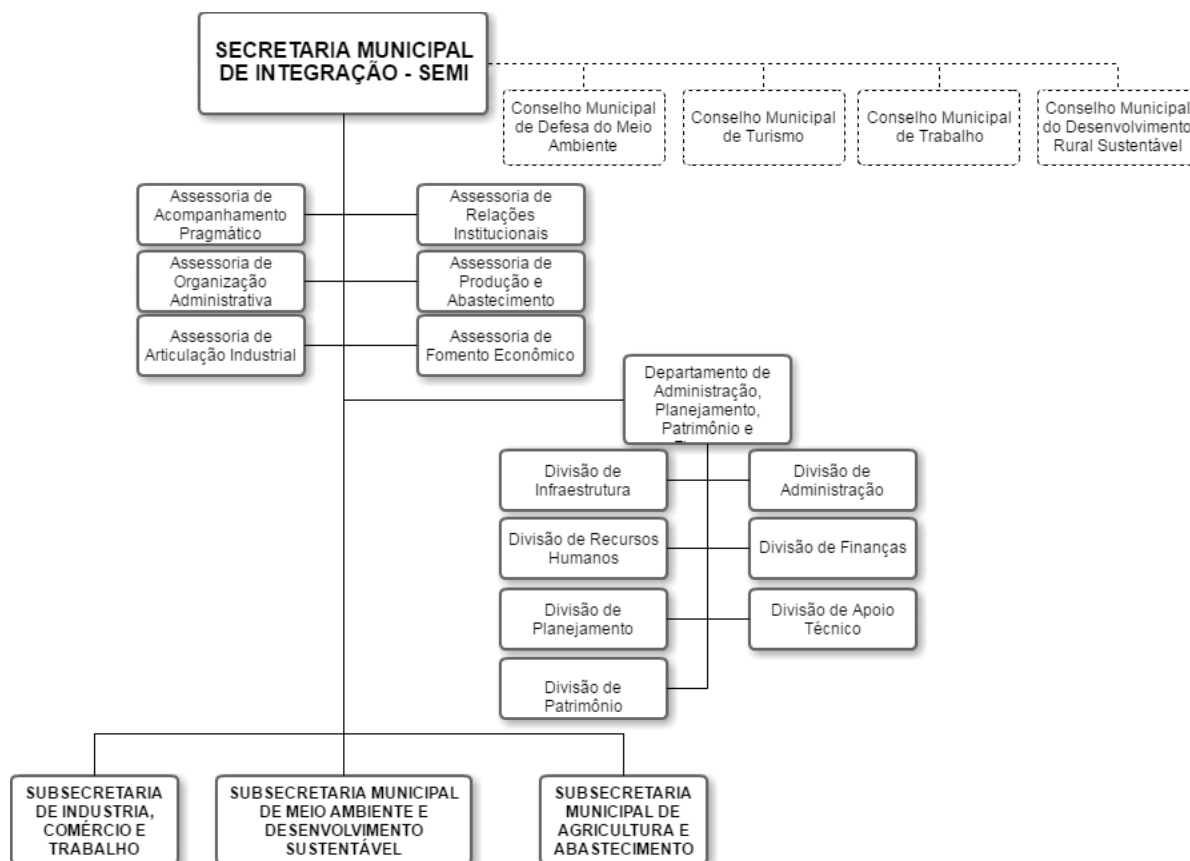 SECRETARIA MUNICIPAL
DE INTEGRAÇÃO - SEMI
Conselho Municipal
de Defesa do Meio
Ambiente
Conselho Municipal
de Turismo
Conselho Municipal
de Trabalho
Conselho Municipal
do Desenvolvimento
Rural Sustentável
Assessoria de
Acompanhamento
Pragmático
Assessoria de
Relações
Institucionais
Assessoria de
Organização
Administrativa
Assessoria de
Produção e
Abastecimento
Assessoria de
Articulação Industrial
Assessoria de
Fomento Econômico
Departamento de
Administração,
Planejamento,
Patrimônio e
Divisão de
Infraestrutura
Divisão de
Administração
Divisão de Recursos
Humanos
Divisão de Finanças
Divisão de
Planejamento
Divisão de Apoio
Técnico
Divisão de
Patrimônio
SUBSECRETARIA
DE INDUSTRIA,
COMÉRCIO E
TRABALHO
SUBSECRETARIA MUNICIPAL
DE MEIO AMBIENTE E
DESENVOLVIMENTO
SUSTENTÁVEL
SUBSECRETARIA
MUNICIPAL DE
AGRICULTURA E
ABASTECIMENTO